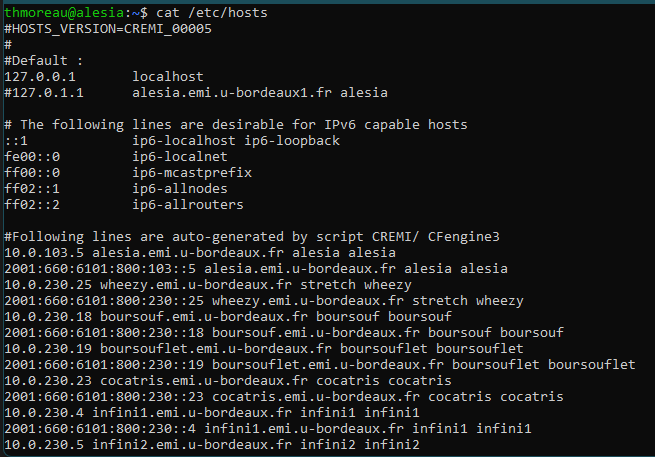 thmoreau@alesia:~$ cat /etc/hosts
#HOSTS_VERSION=CREMI_00005
#
#Default :
127.0.0.1       localhost
#127.0.1.1      alesia.emi.u-bordeaux1.fr alesia

# The following lines are desirable for IPv6 capable hosts
::1             ip6-localhost ip6-loopback
fe00::0         ip6-localnet
ff00::0         ip6-mcastprefix
ff02::1         ip6-allnodes
ff02::2         ip6-allrouters

#Following lines are auto-generated by script CREMI/ CFengine3
10.0.103.5 alesia.emi.u-bordeaux.fr alesia alesia
2001:660:6101:800:103::5 alesia.emi.u-bordeaux.fr alesia alesia
10.0.230.25 wheezy.emi.u-bordeaux.fr stretch wheezy
2001:660:6101:800:230::25 wheezy.emi.u-bordeaux.fr stretch wheezy
10.0.230.18 boursouf.emi.u-bordeaux.fr boursouf boursouf
2001:660:6101:800:230::18 boursouf.emi.u-bordeaux.fr boursouf boursouf
10.0.230.19 boursouflet.emi.u-bordeaux.fr boursouflet boursouflet
2001:660:6101:800:230::19 boursouflet.emi.u-bordeaux.fr boursouflet boursouflet
10.0.230.23 cocatris.emi.u-bordeaux.fr cocatris cocatris
2001:660:6101:800:230::23 cocatris.emi.u-bordeaux.fr cocatris cocatris
10.0.230.4 infini1.emi.u-bordeaux.fr infini1 infini1
2001:660:6101:800:230::4 infini1.emi.u-bordeaux.fr infini1 infini1
10.0.230.5 infini2.emi.u-bordeaux.fr infini2 infini2